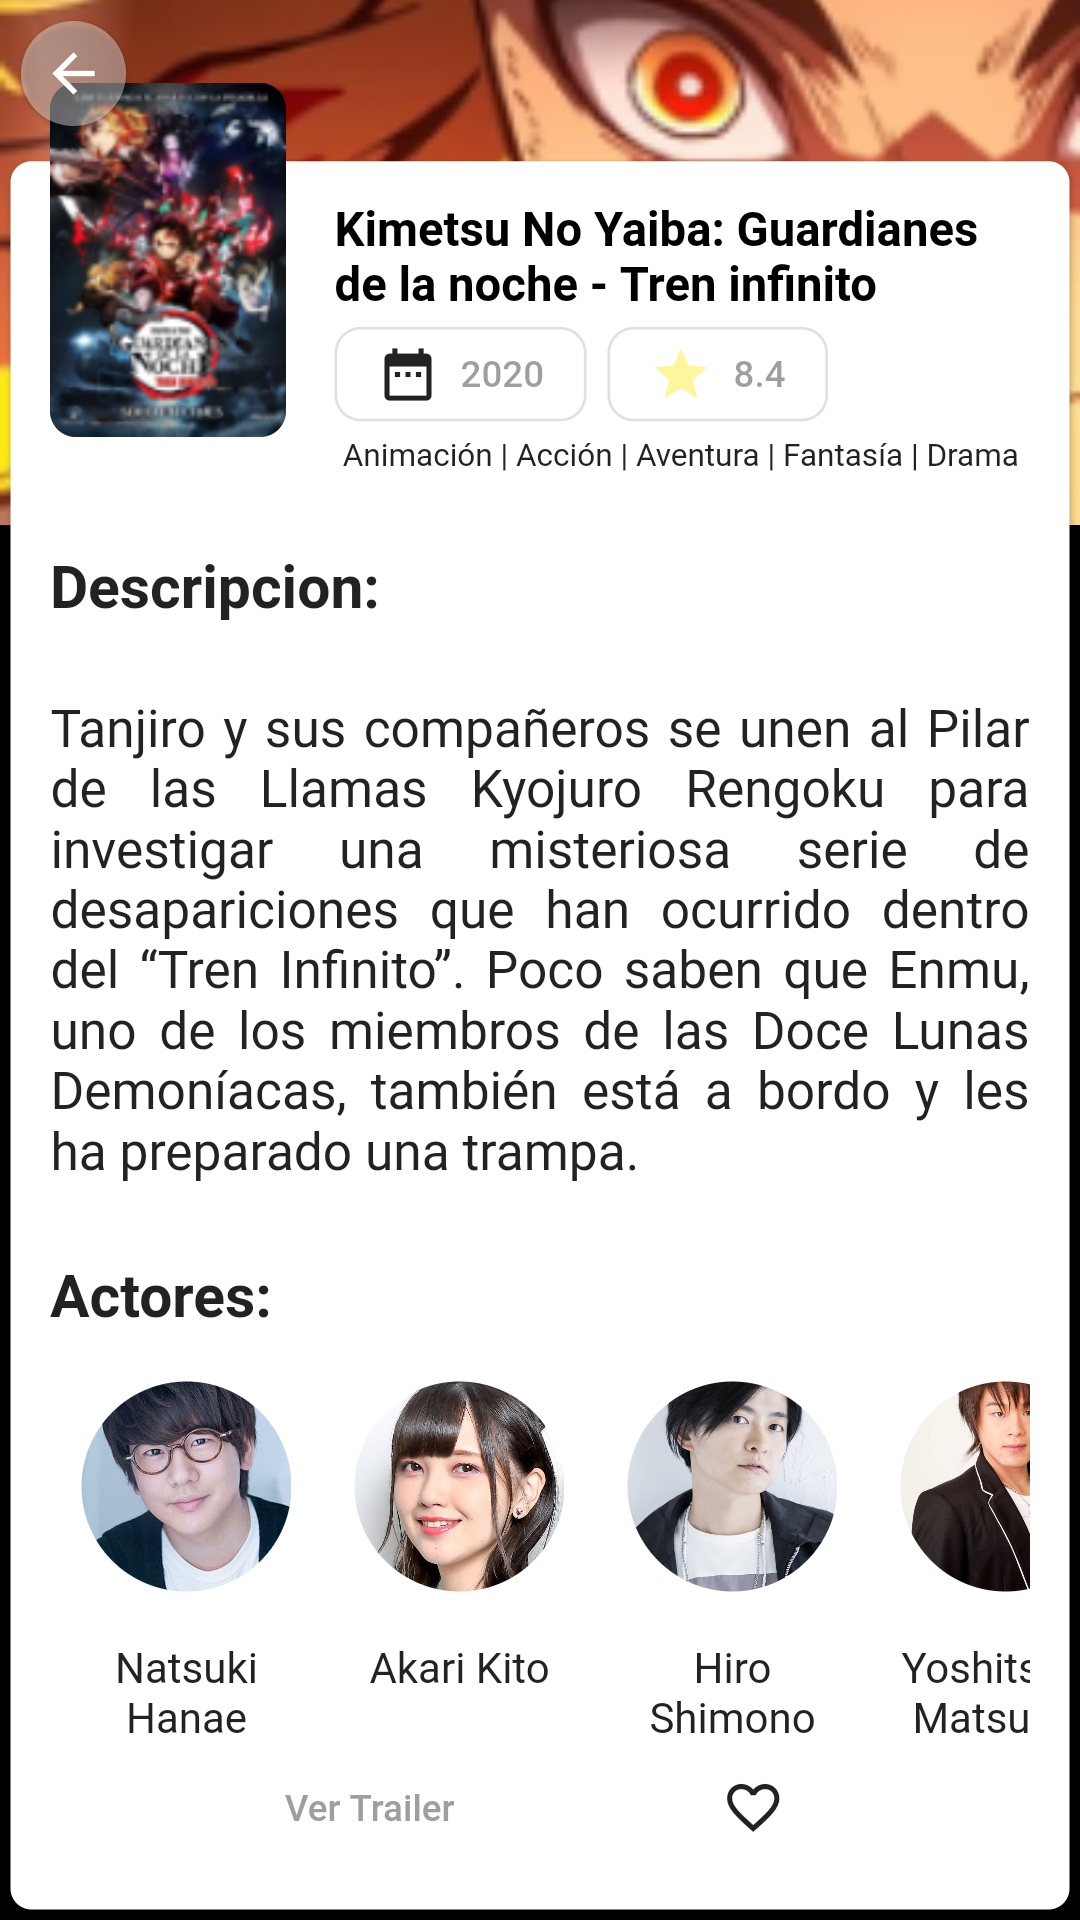 GUARDIANES
DE LA
NOCHE
Kimetsu No Yaiba: Guardianes
de la noche - Tren infinito
2020
8.4
Animación | Acción | Aventura | Fantasía | Drama
Descripcion:
Tanjiro y sus compañeros se unen al Pilar
de las Llamas Kyojuro Rengoku para
investigar una misteriosa serie de
desapariciones que han ocurrido dentro
del “Tren Infinito”. Poco saben que Enmu,
uno de los miembros de las Doce Lunas
Demoníacas, también está a bordo y les
ha preparado una trampa.
Actores:
Natsuki
Hanae
Akari Kito
Hiro
Shimono
Yoshits
Matsu
Ver Trailer